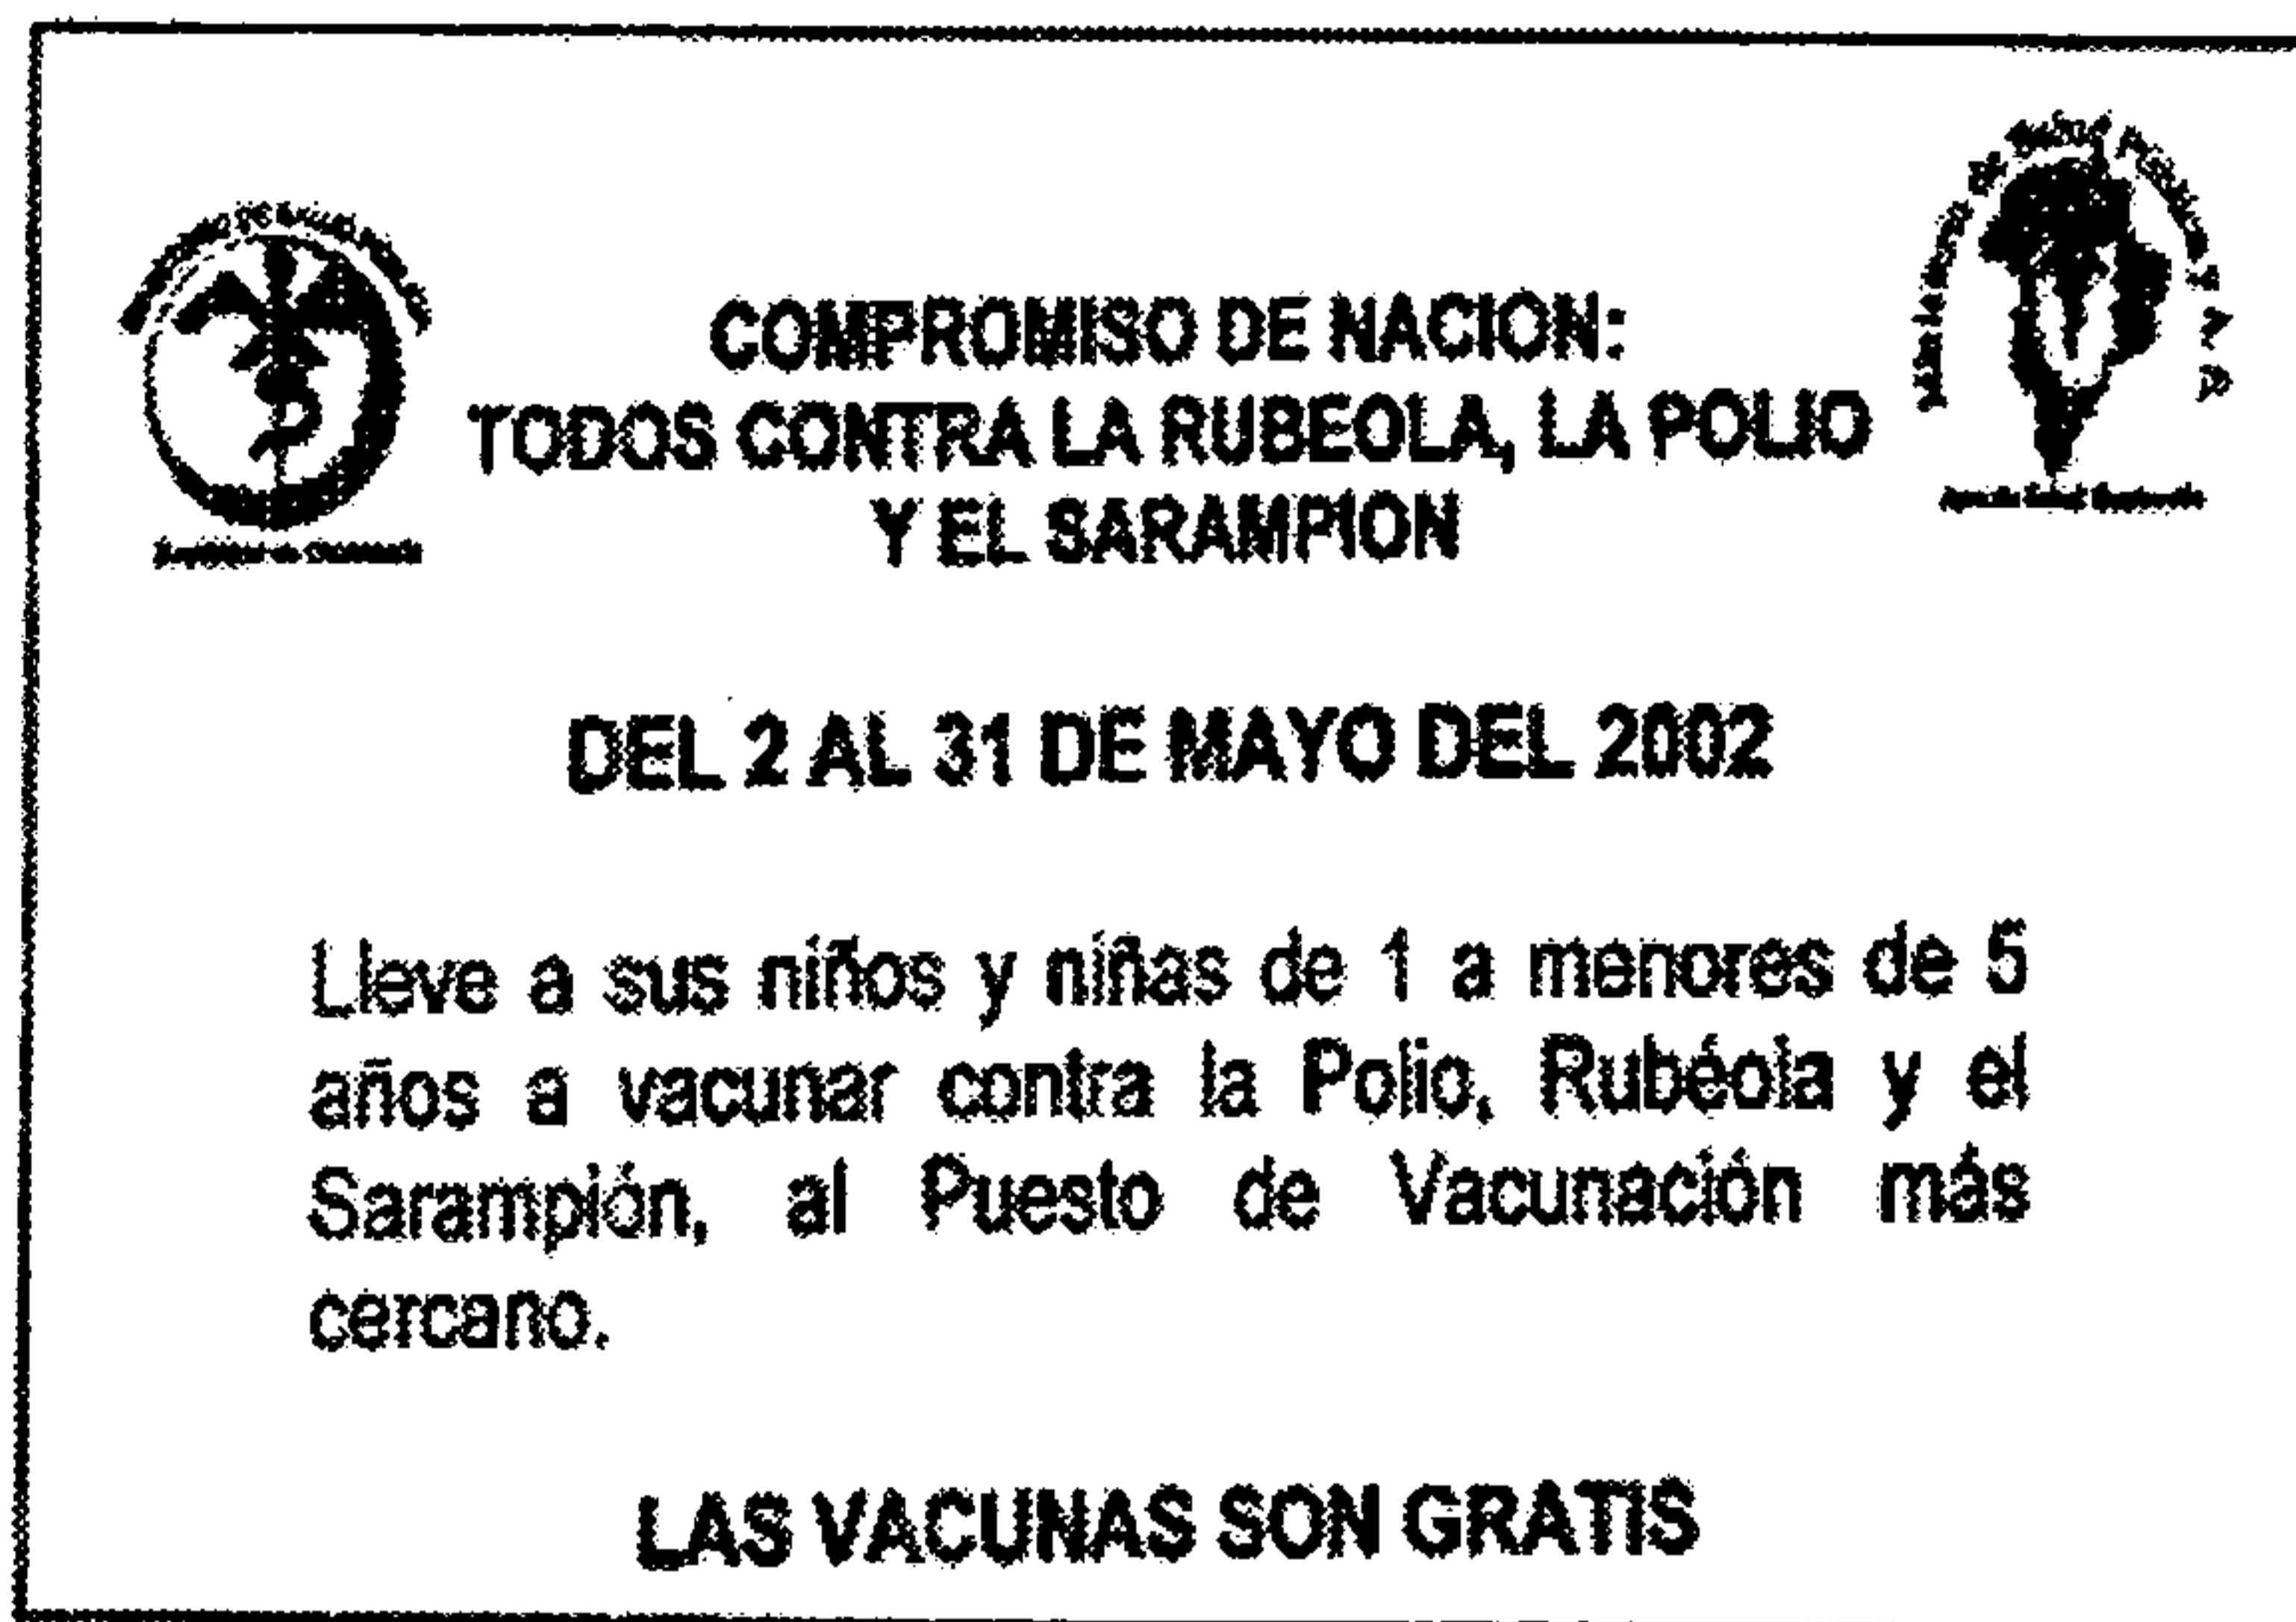 COMPROMISO DE NACION:
TODOS CONTRA LA RUBEOLA, LA POLIO
Y EL SARAMPION
DEL 2 AL 31 DE MAYO DEL 2002
Lleve a sus niños y niñas de 1 a menores de 5
años a vacunar contra la Polio, Rubéola y el
Sarampión, al Puesto de Vacunación más
cercano.
LAS VACUNAS SON GRATIS